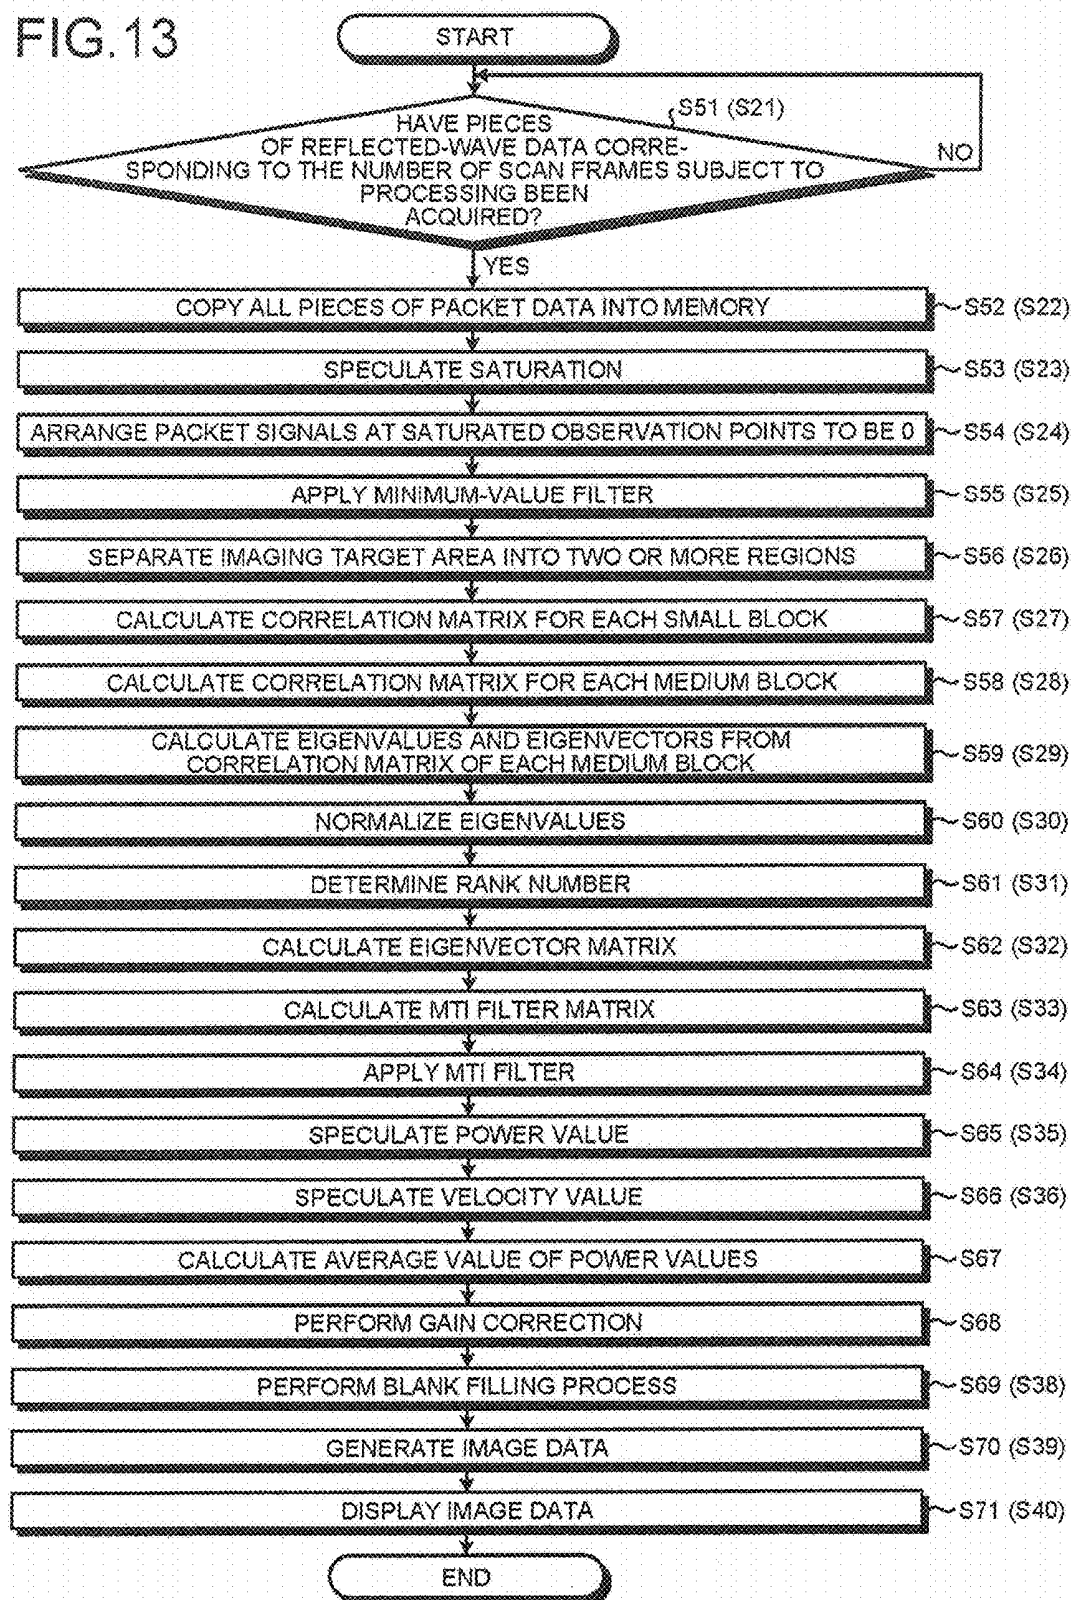 FIG.13
START
S51 (S21)
HAVE PIECES
OF REFLECTED-WAVE DATA CORRE-
SPONDING TO THE NUMBER OF SCAN FRAMES SUBJECT TO
PROCESSING BEEN
ACQUIRED?
NO
YES
COPY ALL PIECES OF PACKET DATA INTO MEMORY
S52 (S22)
SPECULATE SATURATION
S53 (S23)
ARRANGE PACKET SIGNALS AT SATURATED OBSERVATION POINTS TO BE 0
S54 (S24)
APPLY MINIMUM-VALUE FILTER
S55 (S25)
SEPARATE IMAGING TARGET AREA INTO TWO OR MORE REGIONS
S56 (S26)
CALCULATE CORRELATION MATRIX FOR EACH SMALL BLOCK
S57 (S27)
CALCULATE CORRELATION MATRIX FOR EACH MEDIUM BLOCK
S58 (S28)
CALCULATE EIGENVALUES AND EIGENVECTORS FROM
CORRELATION MATRIX OF EACH MEDIUM BLOCK
S59 (S29)
NORMALIZE EIGENVALUES
S60 (S30)
DETERMINE RANK NUMBER
S61 (S31)
CALCULATE EIGENVECTOR MATRIX
S62 (S32)
CALCULATE MTI FILTER MATRIX
S63 (S33)
APPLY MTI FILTER
S64 (S34)
SPECULATE POWER VALUE
S65 (S35)
SPECULATE VELOCITY VALUE
S66 (S36)
CALCULATE AVERAGE VALUE OF POWER VALUES
S67
PERFORM GAIN CORRECTION
S68
PERFORM BLANK FILLING PROCESS
S69 (S38)
GENERATE IMAGE DATA
S70 (S39)
DISPLAY IMAGE DATA
S71 (S40)
END